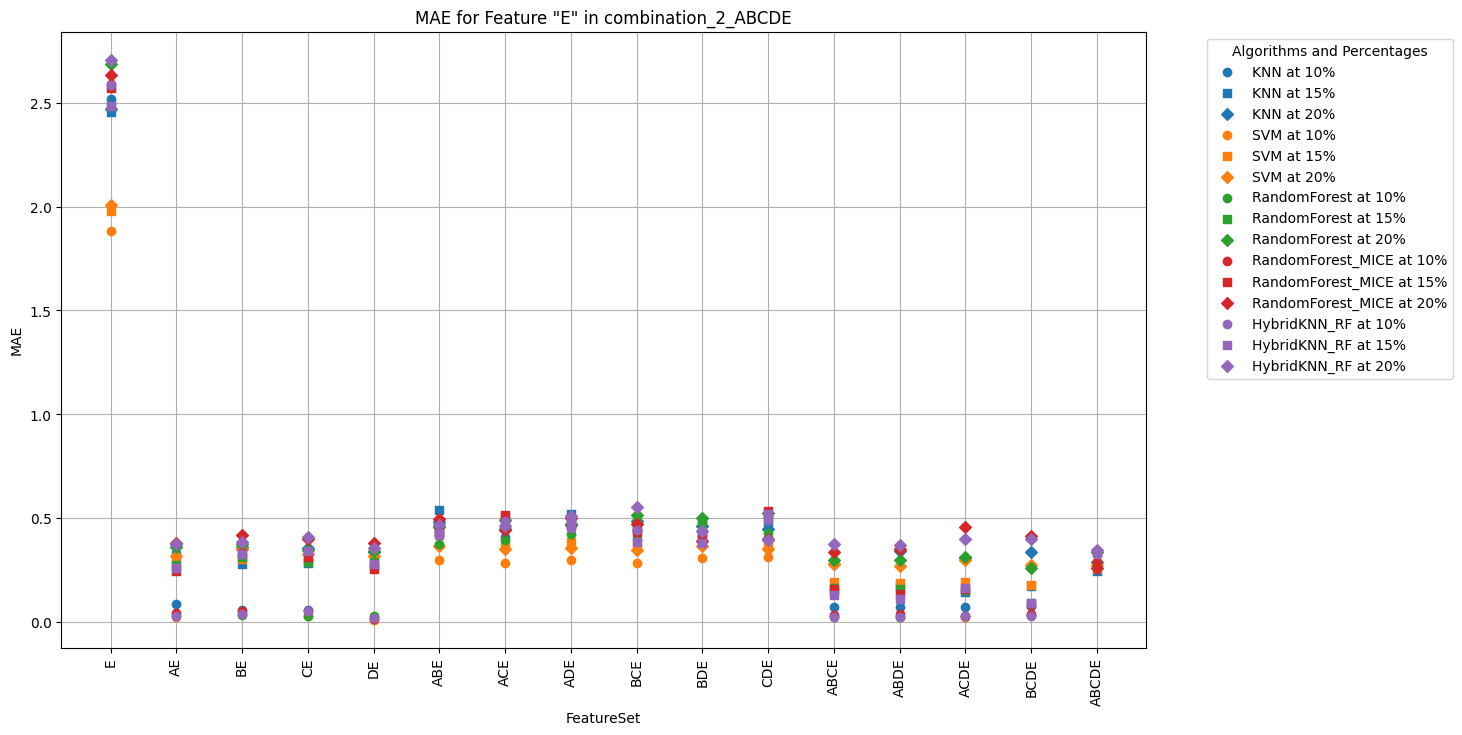 MAE for Feature "E" in combination_2_ABCDE
MAE
2.5
2.0
1.5
1.0
0.5
0.0
E
AE
BE
CE
DE
ABE
ACE
ADE
BCE
BDE
CDE
ABCE
ABDE
ACDE
BCDE
ABCDE
FeatureSet
Algorithms and Percentages
KNN at 10%
KNN at 15%
KNN at 20%
SVM at 10%
SVM at 15%
SVM at 20%
RandomForest at 10%
RandomForest at 15%
RandomForest at 20%
RandomForest_MICE at 10%
RandomForest_MICE at 15%
RandomForest_MICE at 20%
HybridKNN_RF at 10%
HybridKNN_RF at 15%
HybridKNN_RF at 20%